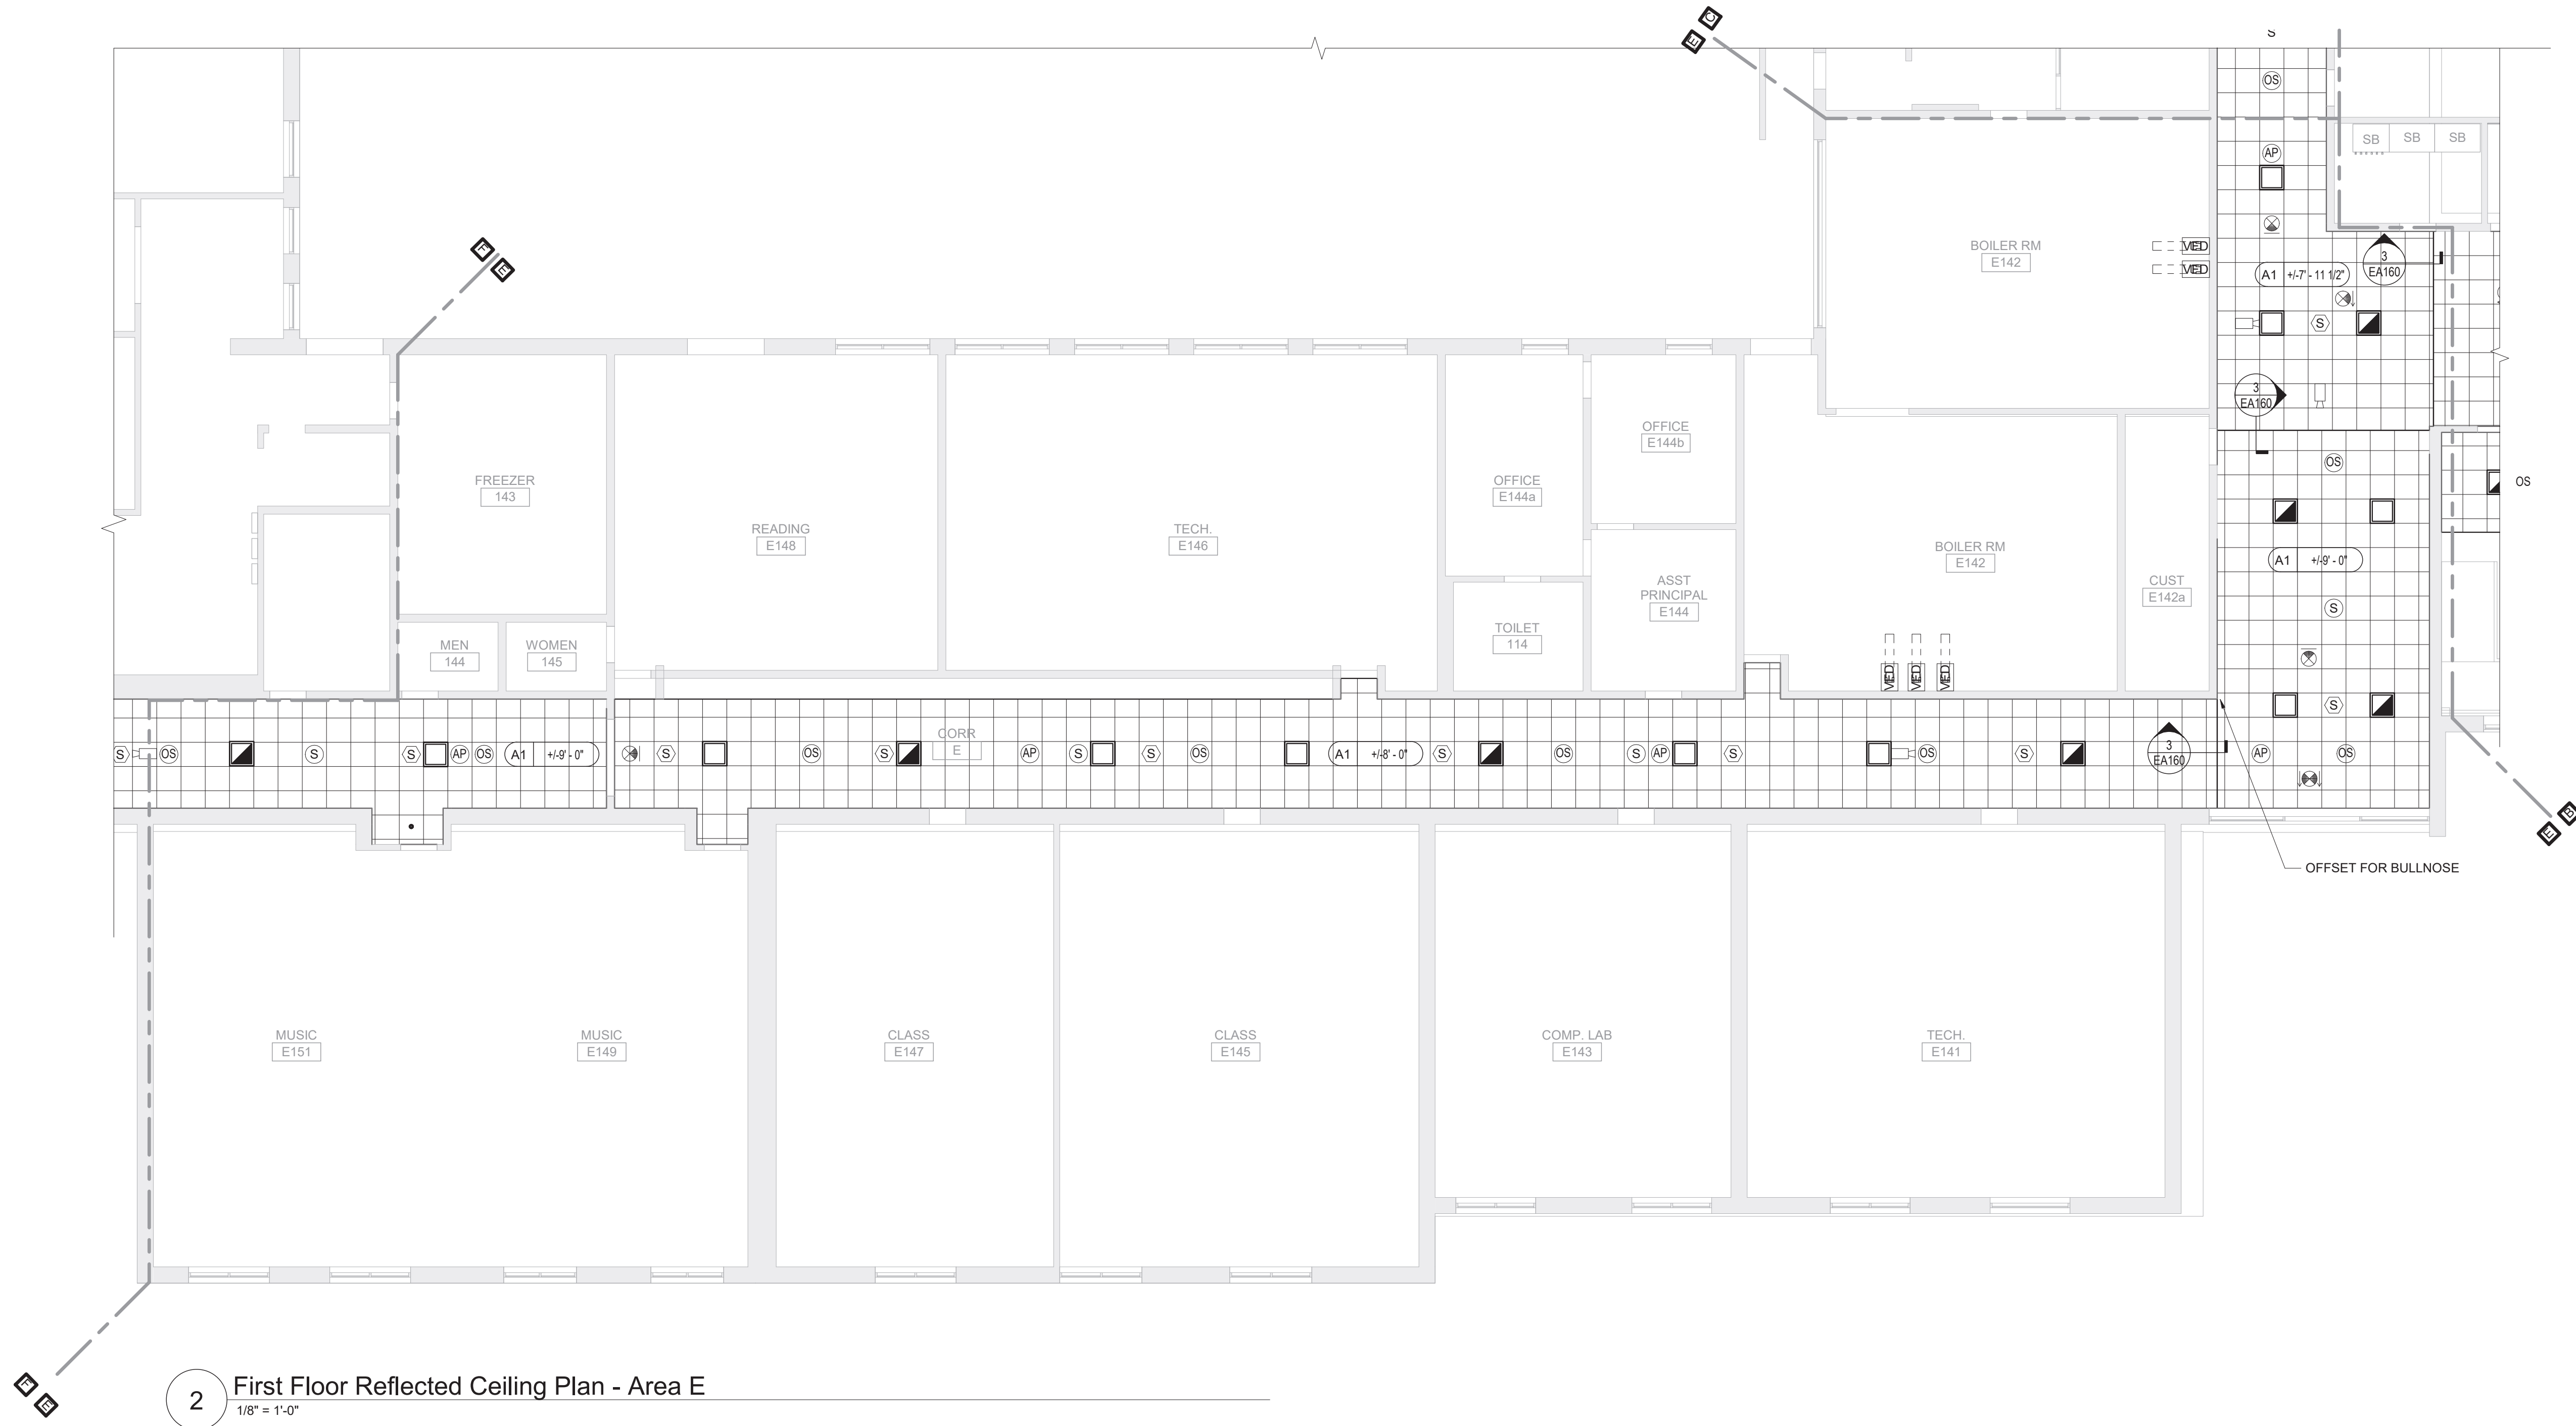 S
C
E
OS
SB
SB
SB
AP
F
E
BOILER RM
E142
VED
VED
3
EA160
A1 +/-7' - 11 1/2"
S
3
EA160
OFFICE
E144b
OS
FREEZER
143
OFFICE
E144a
OS
READING
E148
TECH.
E146
BOILER RM
E142
A1 +/-9' - 0"
ASST
PRINCIPAL
E144
CUST
E142a
S
TOILET
114
MEN
144
WOMEN
145
VED
VED
VED
S
CORR
E
S
OS
S
S
AP
OS
A1 +/-9' - 0"
S
OS
S
AP
S
S
OS
A1 +/-8' - 0"
S
OS
S
AP
S
OS
S
3
EA160
AP
OS
B
E
OFFSET FOR BULLNOSE
MUSIC
E151
MUSIC
E149
CLASS
E147
CLASS
E145
COMP. LAB
E143
TECH.
E141
F
E
2
First Floor Reflected Ceiling Plan - Area E
1/8" = 1'-0"